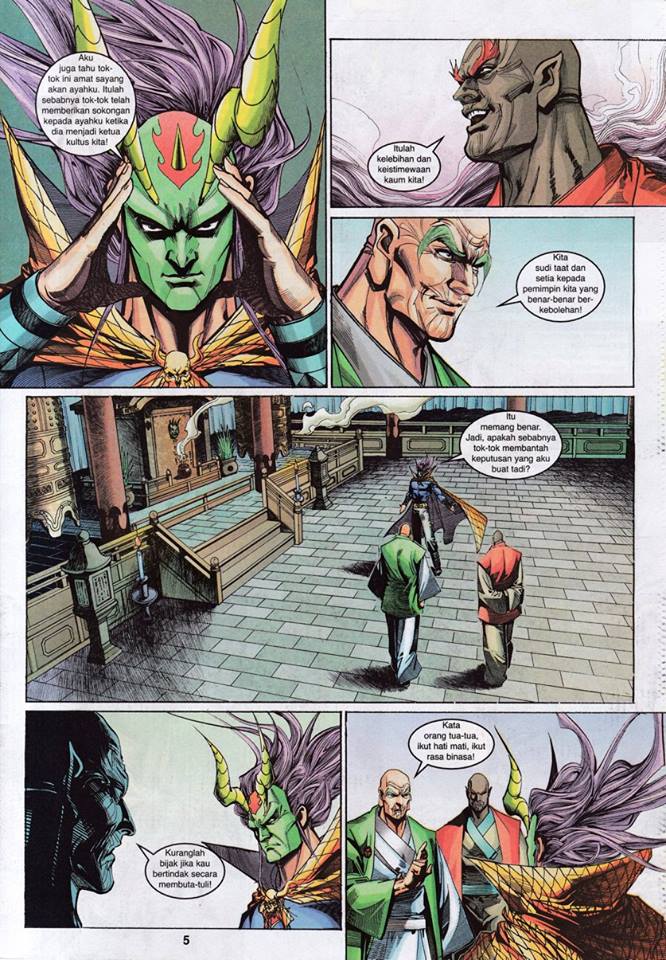 Aku
juga tahu tok-
tok ini amat sayang
akan ayahku. Itulah
sebabnya tok-tok telah
memberikan sokongan
kepada ayahku ketika
dia menjadi ketua
kultus kita!
Itulah
kelebihan dan
keistimewaan
kaum kita!
Kita
sudi taat dan
setia kepada
pemimpin kita yang
benar-benar ber-
kebolehan!
Itu
memang benar.
Jadi, apakah sebabnya
tok-tok membantah
keputusan yang aku
buat tadi?
Kuranglah
bijak jika kau
bertindak secara
membuta-tuli!
Kata
orang tua-tua,
ikut hati mati, ikut
rasa binasa!
5